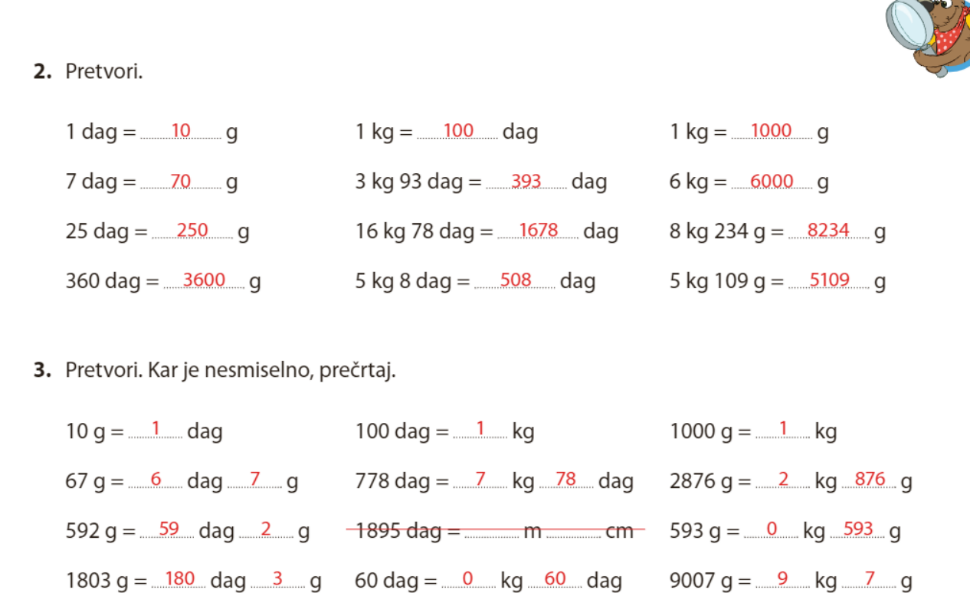 2. Pretvori.
1 dag = 10 g 1 kg = 100 dag 1 kg = 1000 g
7 dag = 70 g 3 kg 93 dag = 393 dag 6 kg = 6000 g
25 dag = 250 g 16 kg 78 dag = 1678 dag 8 kg 234 g = 8234 g
360 dag = 3600 g 5 kg 8 dag = 508 dag 5 kg 109 g = 5109 g
3. Pretvori. Kar je nesmiselno, prečrtaj.
10 g = 1 dag 100 dag = 1 kg 1000 g = 1 kg
67 g = 6 dag 7 g 778 dag = 7 kg 78 dag 2876 g = 2 kg 876 g
592 g = 59 dag 2 g 1895 dag = m cm 593 g = 0 kg 593 g
1803 g = 180 dag 3 g 60 dag = 0 kg 60 dag 9007 g = 9 kg 7 g